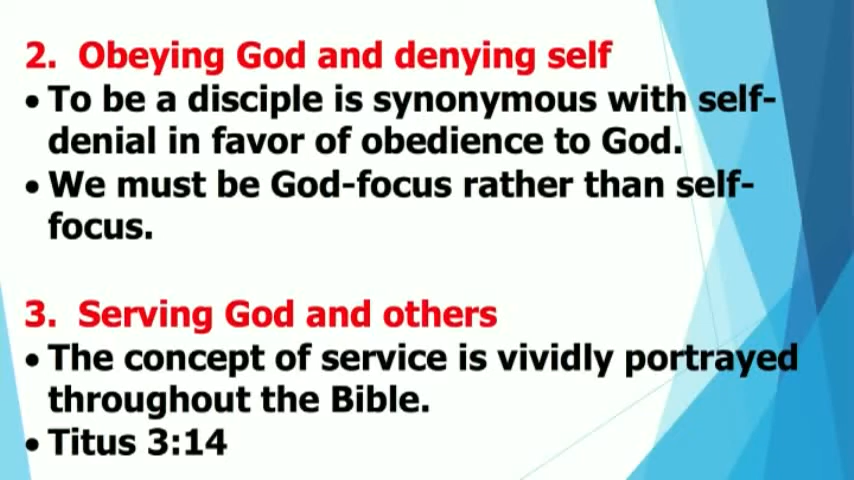 2. Obeying God and denying self
• To be a disciple is synonymous with self-
denial in favor of obedience to God.
• We must be God-focus rather than self-
focus.
3. Serving God and others
• The concept of service is vividly portrayed
throughout the Bible.
• Titus 3:14